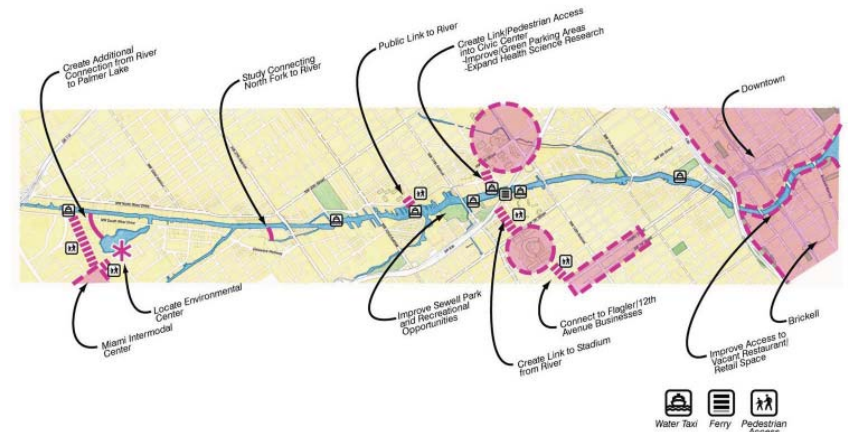 Create Additional
Connection from River
to Palmer Lake
Study Connecting
North Fork to River
Public Link to River
Create Link/Pedestrian Access
into Civic Center
-Improve/Green Parking Areas
-Expand Health Science Research
Downtown
Locate Environmental
Center
Miami Intermodal
Center
Improve Sewell Park
and Recreational
Opportunities
Connect to Flagler/12th
Avenue Businesses
Create Link to Stadium
from River
Improve Access to
Vacant Restaurant/
Retail Space
Brickell
Water Taxi
Ferry
Pedestrian
Access